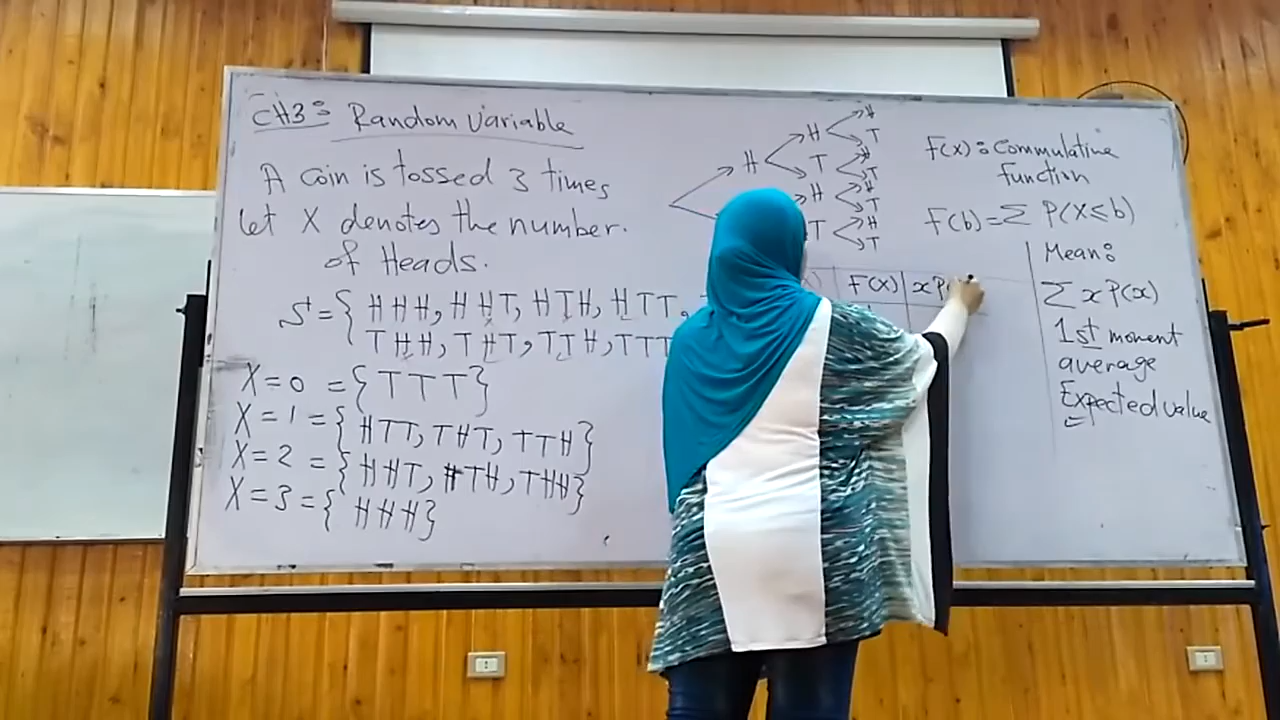 CH3: Random Variable
A coin is tossed 3 times
let X denotes the number.
of Heads.
S = { HHH, HHT, HTH, HTT,
THH, THT, TTH, TTT
X = 0 = { TTT }
X = 1 = { HTT, THT, TTH }
X = 2 = { HHT, HTH, THH }
X = 3 = { HHH }
H
T
H
T
H
T
H
T
H
T
H
T
H
T
H
F(X) xP(
F(x): Commulative
function
F(b) = Σ P(X ≤ b)
Mean:
Σ x P(x)
1st moment
average
Expected value